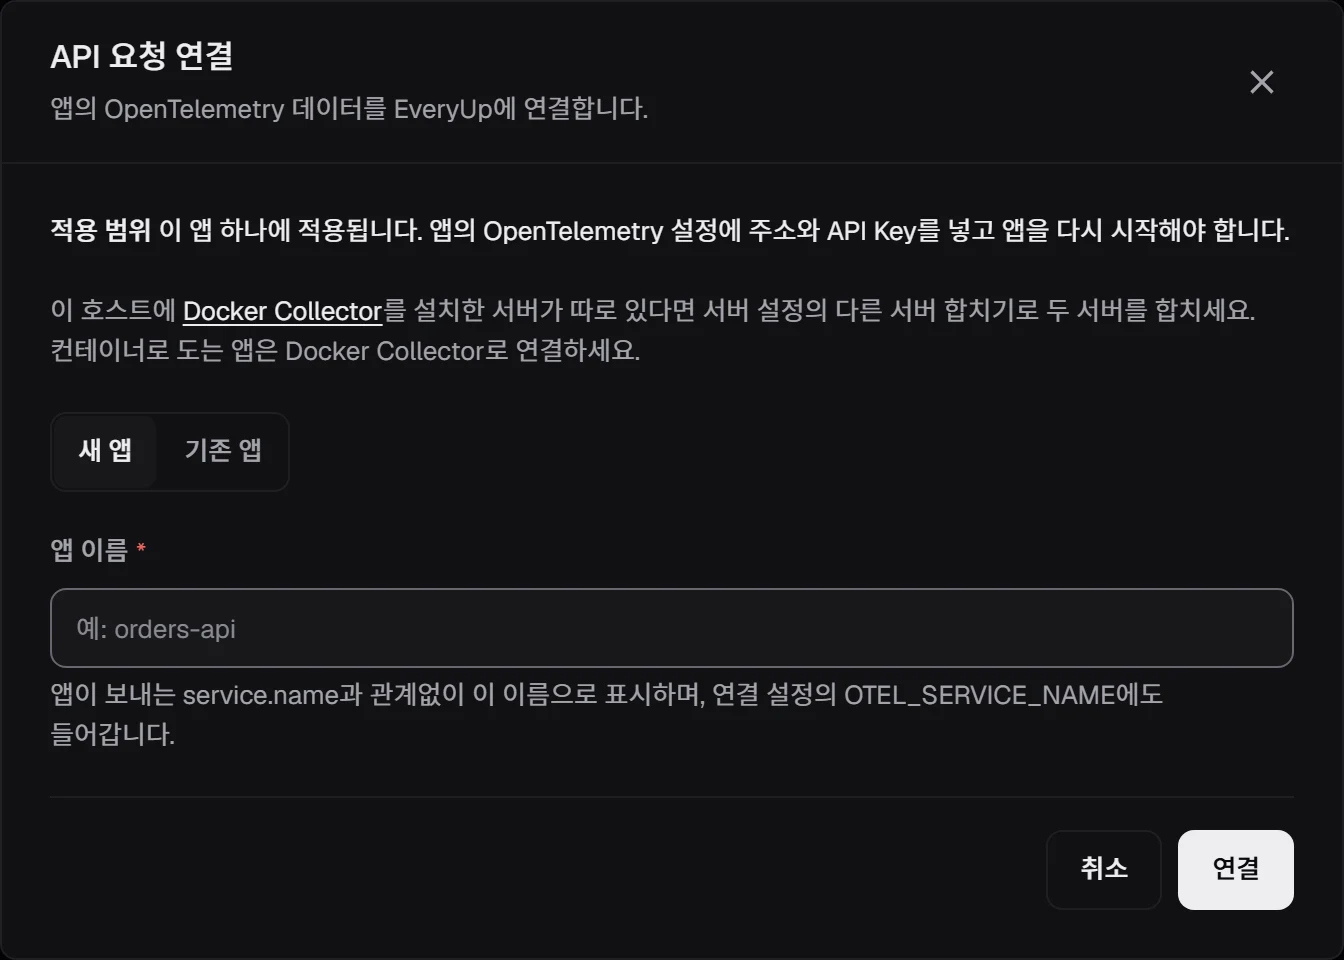 API 요청 연결
앱의 OpenTelemetry 데이터를 EveryUp에 연결합니다.
적용 범위 이 앱 하나에 적용됩니다. 앱의 OpenTelemetry 설정에 주소와 API Key를 넣고 앱을 다시 시작해야 합니다.
이 호스트에 Docker Collector를 설치한 서버가 따로 있다면 서버 설정의 다른 서버 합치기로 두 서버를 합치세요.
컨테이너로 도는 앱은 Docker Collector로 연결하세요.
새 앱 기존 앱
앱 이름 *
예: orders-api
앱이 보내는 service.name과 관계없이 이 이름으로 표시하며, 연결 설정의 OTEL_SERVICE_NAME에도
들어갑니다.
취소 연결